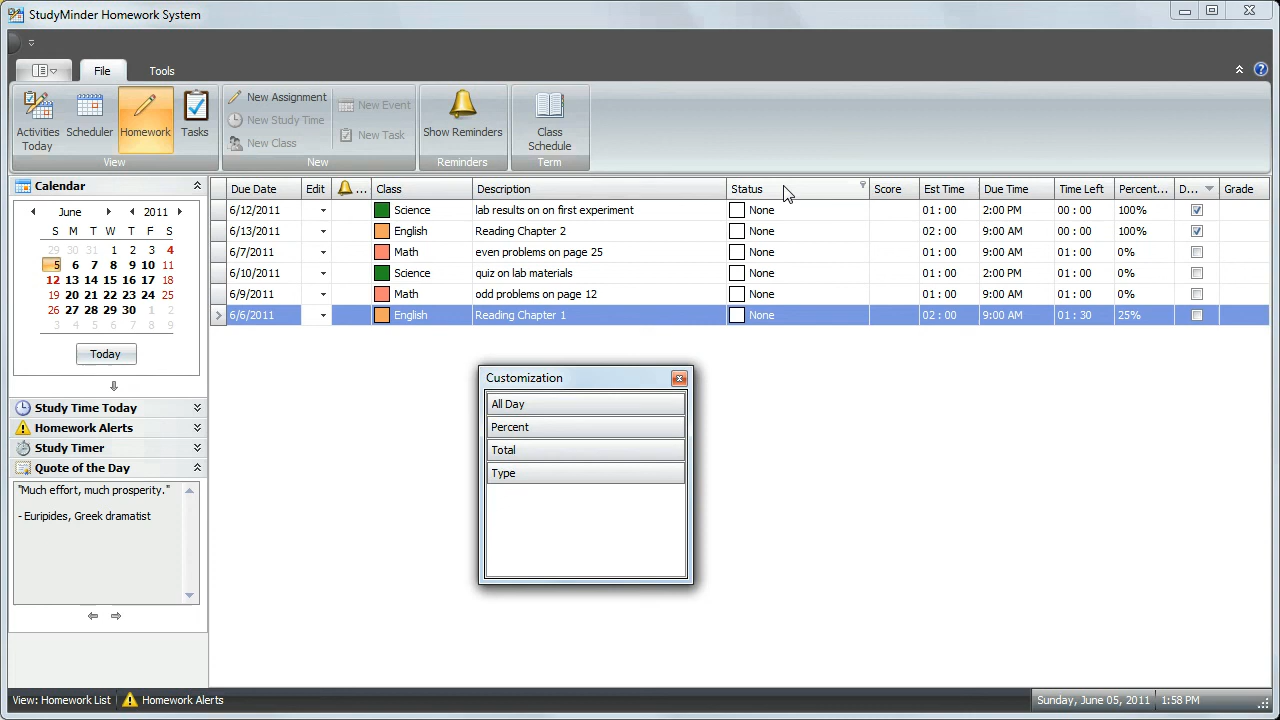 StudyMinder Homework System
File Tools
Activities Today
Scheduler
Homework
Tasks
View
New Assignment
New Study Time
New Class
New Event
New Task
New
Show Reminders
Reminders
Class Schedule
Term
Calendar
June 2011
S M T W T F S
29 30 31 1 2 3 4
5 6 7 8 9 10 11
12 13 14 15 16 17 18
19 20 21 22 23 24 25
26 27 28 29 30 1 2
3 4 5 6 7 8 9
Today
Study Time Today
Homework Alerts
Study Timer
Quote of the Day
"Much effort, much prosperity."
- Euripides, Greek dramatist
Due Date Edit ... Class Description Status Score Est Time Due Time Time Left Percent... D... Grade
6/12/2011 Science lab results on on first experiment None 01 : 00 2:00 PM 00 : 00 100%
6/13/2011 English Reading Chapter 2 None 02 : 00 9:00 AM 00 : 00 100%
6/7/2011 Math even problems on page 25 None 01 : 00 9:00 AM 01 : 00 0%
6/10/2011 Science quiz on lab materials None 01 : 00 2:00 PM 01 : 00 0%
6/9/2011 Math odd problems on page 12 None 01 : 00 9:00 AM 01 : 00 0%
6/6/2011 English Reading Chapter 1 None 02 : 00 9:00 AM 01 : 30 25%
Customization
All Day
Percent
Total
Type
View: Homework List Homework Alerts Sunday, June 05, 2011 1:58 PM